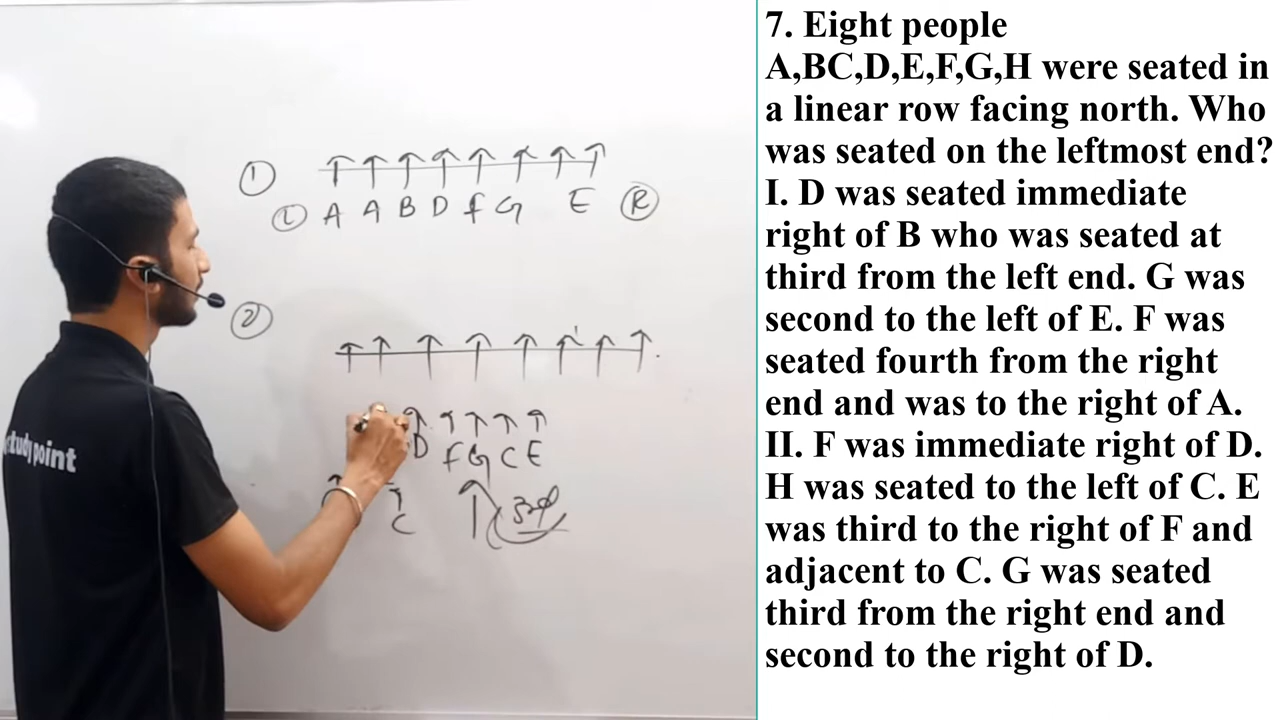 ① 
Ⓛ A A B D F G E Ⓡ
②
D F G C E
C 3rd
study point
7. Eight people
A,BC,D,E,F,G,H were seated in
a linear row facing north. Who
was seated on the leftmost end?
I. D was seated immediate
right of B who was seated at
third from the left end. G was
second to the left of E. F was
seated fourth from the right
end and was to the right of A.
II. F was immediate right of D.
H was seated to the left of C. E
was third to the right of F and
adjacent to C. G was seated
third from the right end and
second to the right of D.